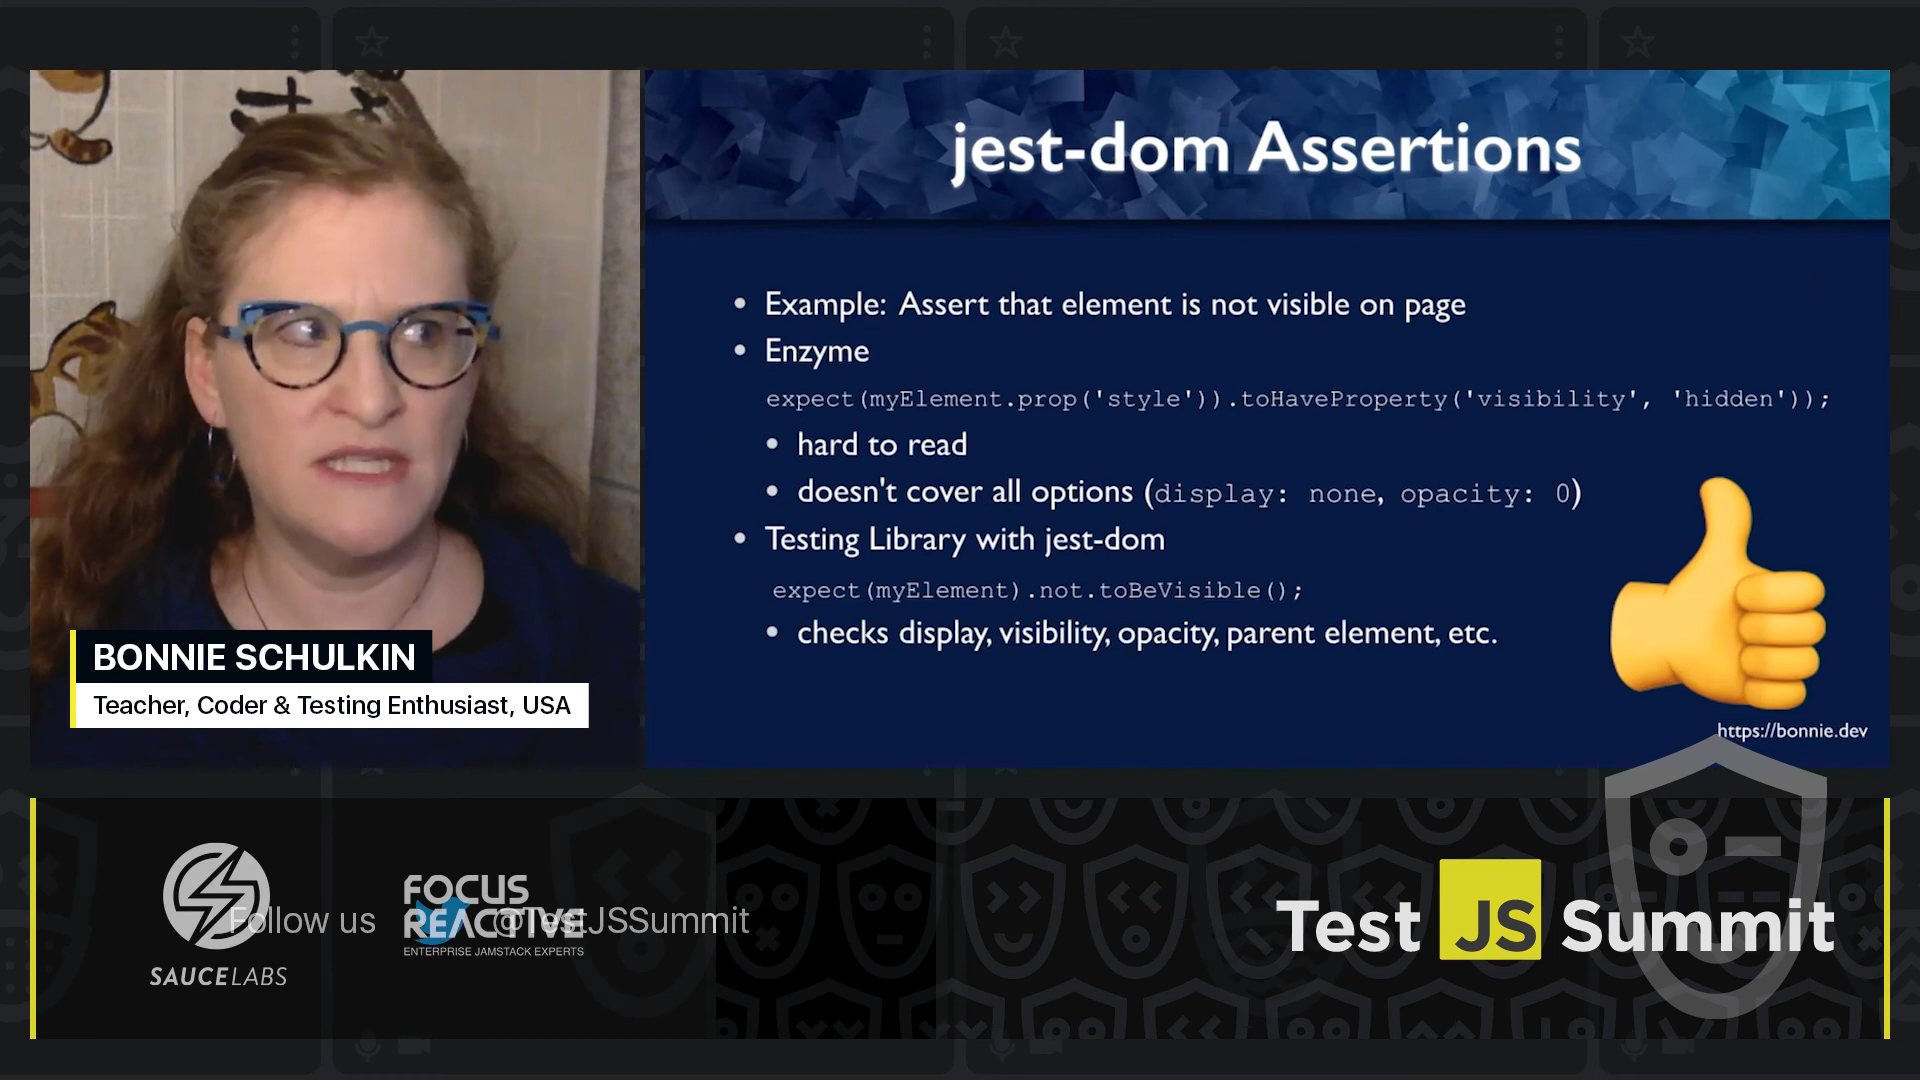 jest-dom Assertions
• Example: Assert that element is not visible on page
• Enzyme
expect(myElement.prop('style')).toHaveProperty('visibility', 'hidden'));
• hard to read
• doesn't cover all options (display: none, opacity: 0)
• Testing Library with jest-dom
expect(myElement).not.toBeVisible();
• checks display, visibility, opacity, parent element, etc.
https://bonnie.dev
BONNIE SCHULKIN
Teacher, Coder & Testing Enthusiast, USA
SAUCELABS
Follow us
FOCUS
REACTIVE
ENTERPRISE JAMSTACK EXPERTS
@TestJSSummit
Test JS Summit